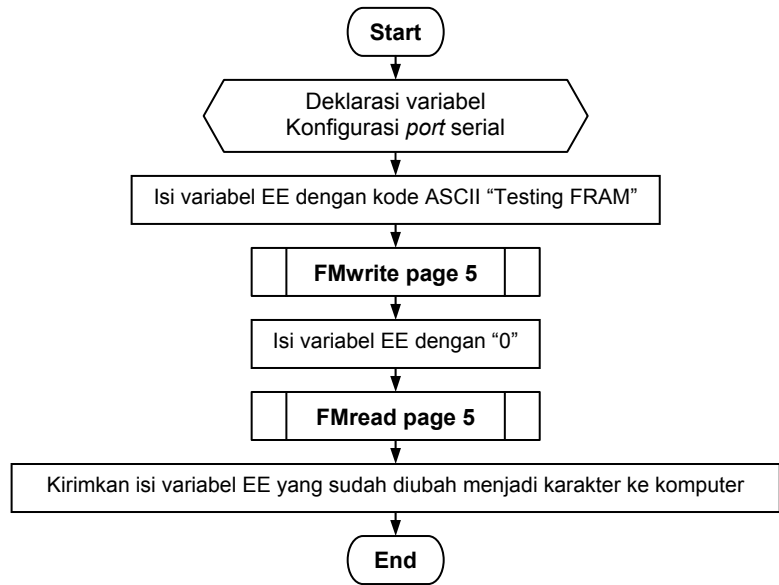 Start
Deklarasi variabel
Konfigurasi port serial
Isi variabel EE dengan kode ASCII “Testing FRAM”
FMwrite page 5
Isi variabel EE dengan “0”
FMread page 5
Kirimkan isi variabel EE yang sudah diubah menjadi karakter ke komputer
End